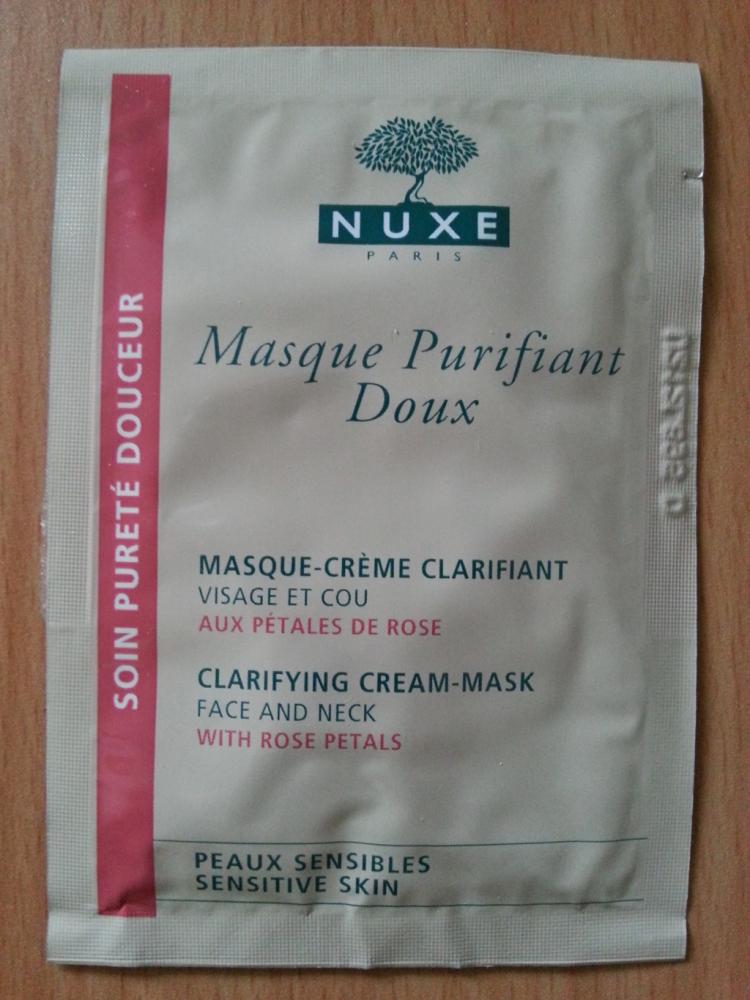 NUXE
PARIS
Masque Purifiant
Doux
SOIN PURETÉ DOUCEUR
MASQUE-CRÈME CLARIFIANT
VISAGE ET COU
AUX PÉTALES DE ROSE
CLARIFYING CREAM-MASK
FACE AND NECK
WITH ROSE PETALS
PEAUX SENSIBLES
SENSITIVE SKIN